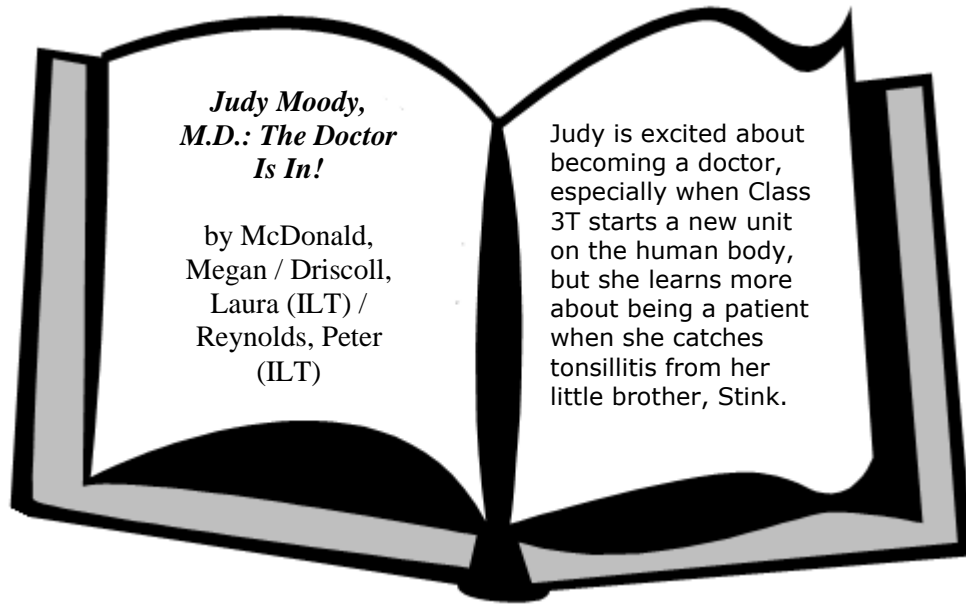 Judy Moody,
M.D.: The Doctor
Is In!
by McDonald,
Megan / Driscoll,
Laura (ILT) /
Reynolds, Peter
(ILT)
Judy is excited about
becoming a doctor,
especially when Class
3T starts a new unit
on the human body,
but she learns more
about being a patient
when she catches
tonsillitis from her
little brother, Stink.